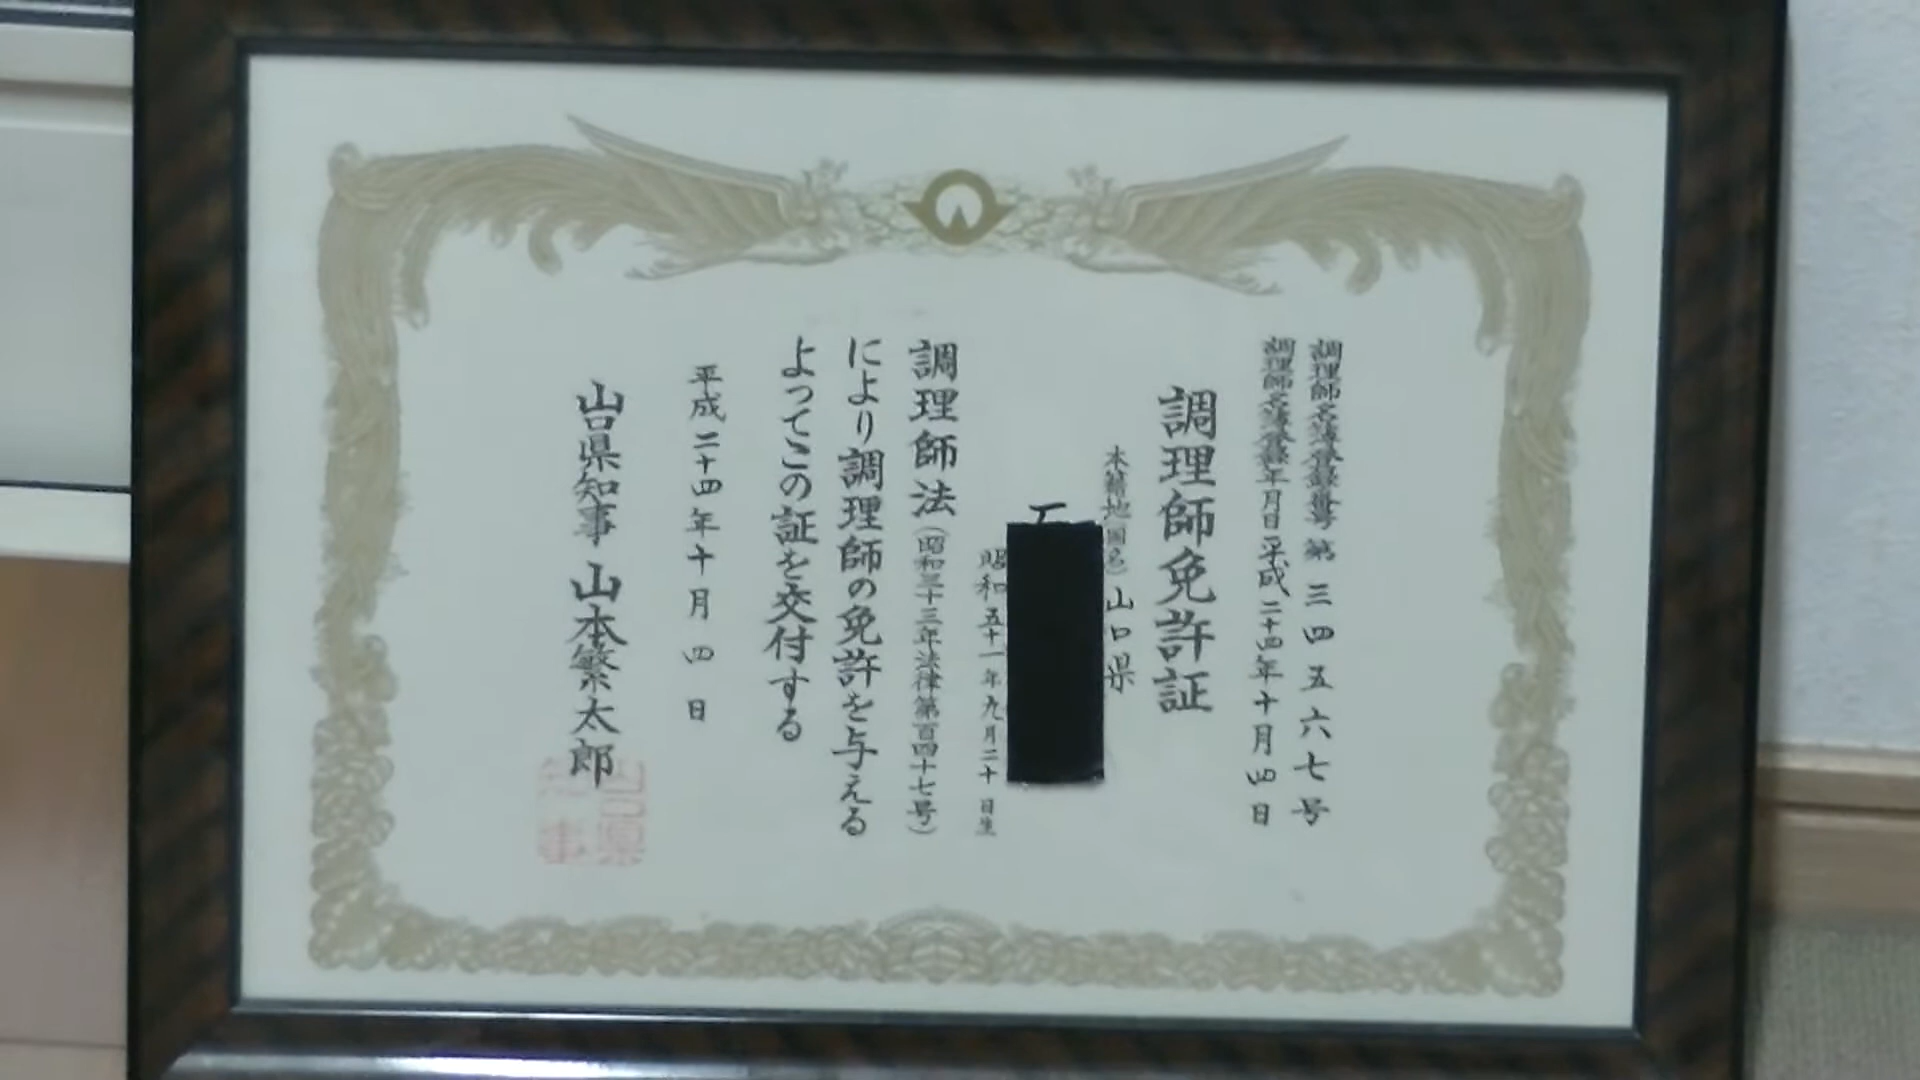 調理師名簿登録番号 第 三四五六七号
調理師名簿登録年月日 平成二十四年十月四日
調理師免許証
本籍地(国名) 山口県
昭和五十一年九月二十日生
調理師法(昭和三十三年法律第百四十七号)
により調理師の免許を与える
よってこの証を交付する
平成二十四年十月四日
山口県知事 山本繁太郎
山口県
知事